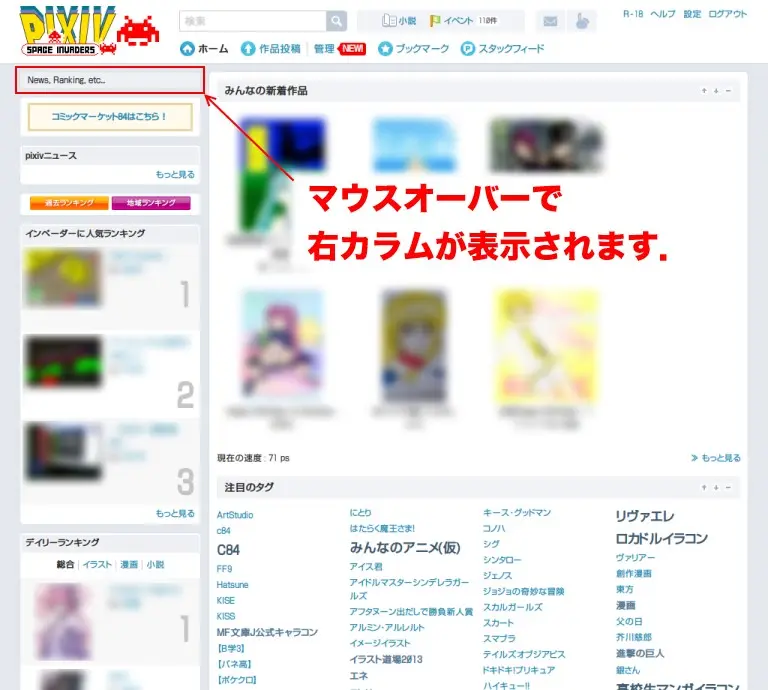 PIXIV
SPACE INVADERS
検索
小説
イベント 110件
R-18 ヘルプ 設定 ログアウト
ホーム
作品投稿
管理 NEW!
ブックマーク
スタックフィード
News, Ranking, etc...
コミックマーケット84はこちら！
pixivニュース
もっと見る
過去ランキング
地域ランキング
インベーダーに人気ランキング
1
2
3
もっと見る
デイリーランキング
総合 | イラスト | 漫画 | 小説
1
みんなの新着作品
マウスオーバーで
右カラムが表示されます.
現在の速度 : 71 ps
もっと見る
注目のタグ
ArtStudio
c84
C84
FF9
Hatsune
KISE
KISS
MF文庫J公式キャラコン
【B学3】
【パネ高】
【ポケクロ】
にとり
はたらく魔王さま!
みんなのアニメ(仮)
アイス君
アイドルマスターシンデレラガー
ルズ
アフタヌーン出だしで勝負新人賞
アルミン・アルレルト
イメージイラスト
イラスト道場2013
エネ
キース・グッドマン
コノハ
シグ
シンタロー
ジェノス
ジョジョの奇妙な冒険
スカルガールズ
スカート
スマブラ
テイルズオブジアビス
ドキドキ!プリキュア
ハイキュー!!
リヴァエレ
ロカドルイラコン
ヴァリアー
創作漫画
東方
漫画
父の日
芥川慈郎
進撃の巨人
銀さん
高校生マンガイラコン